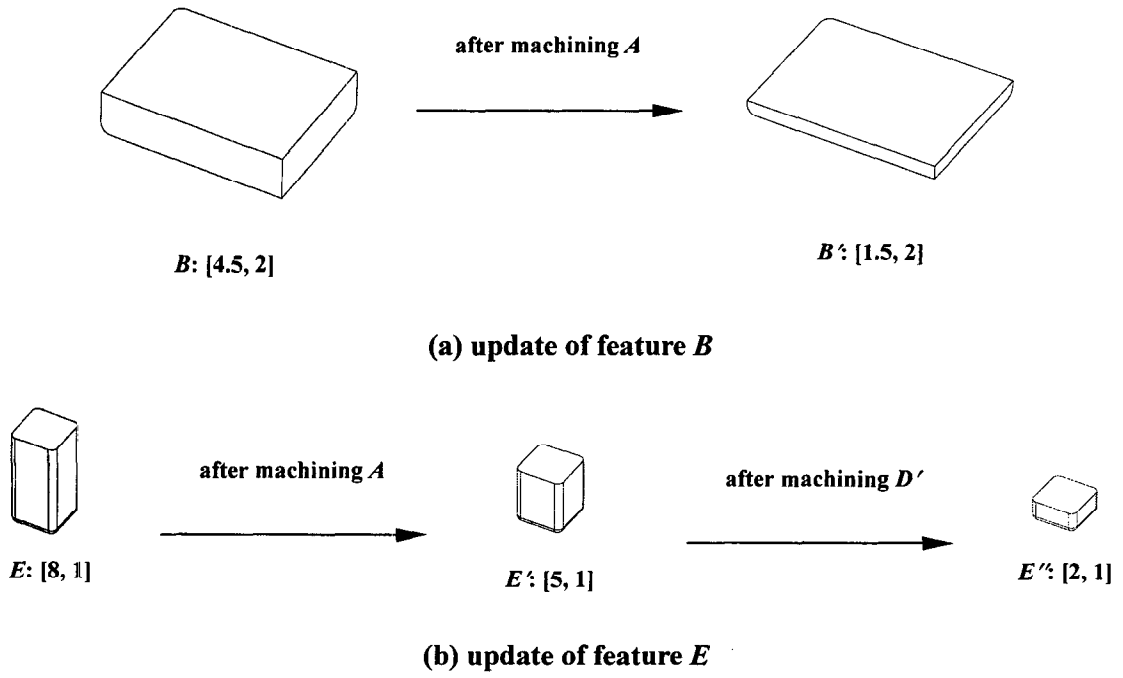 after machining A
B: [4.5, 2]
B′: [1.5, 2]
(a) update of feature B
after machining A
after machining D′
E: [8, 1]
E′: [5, 1]
E′′: [2, 1]
(b) update of feature E